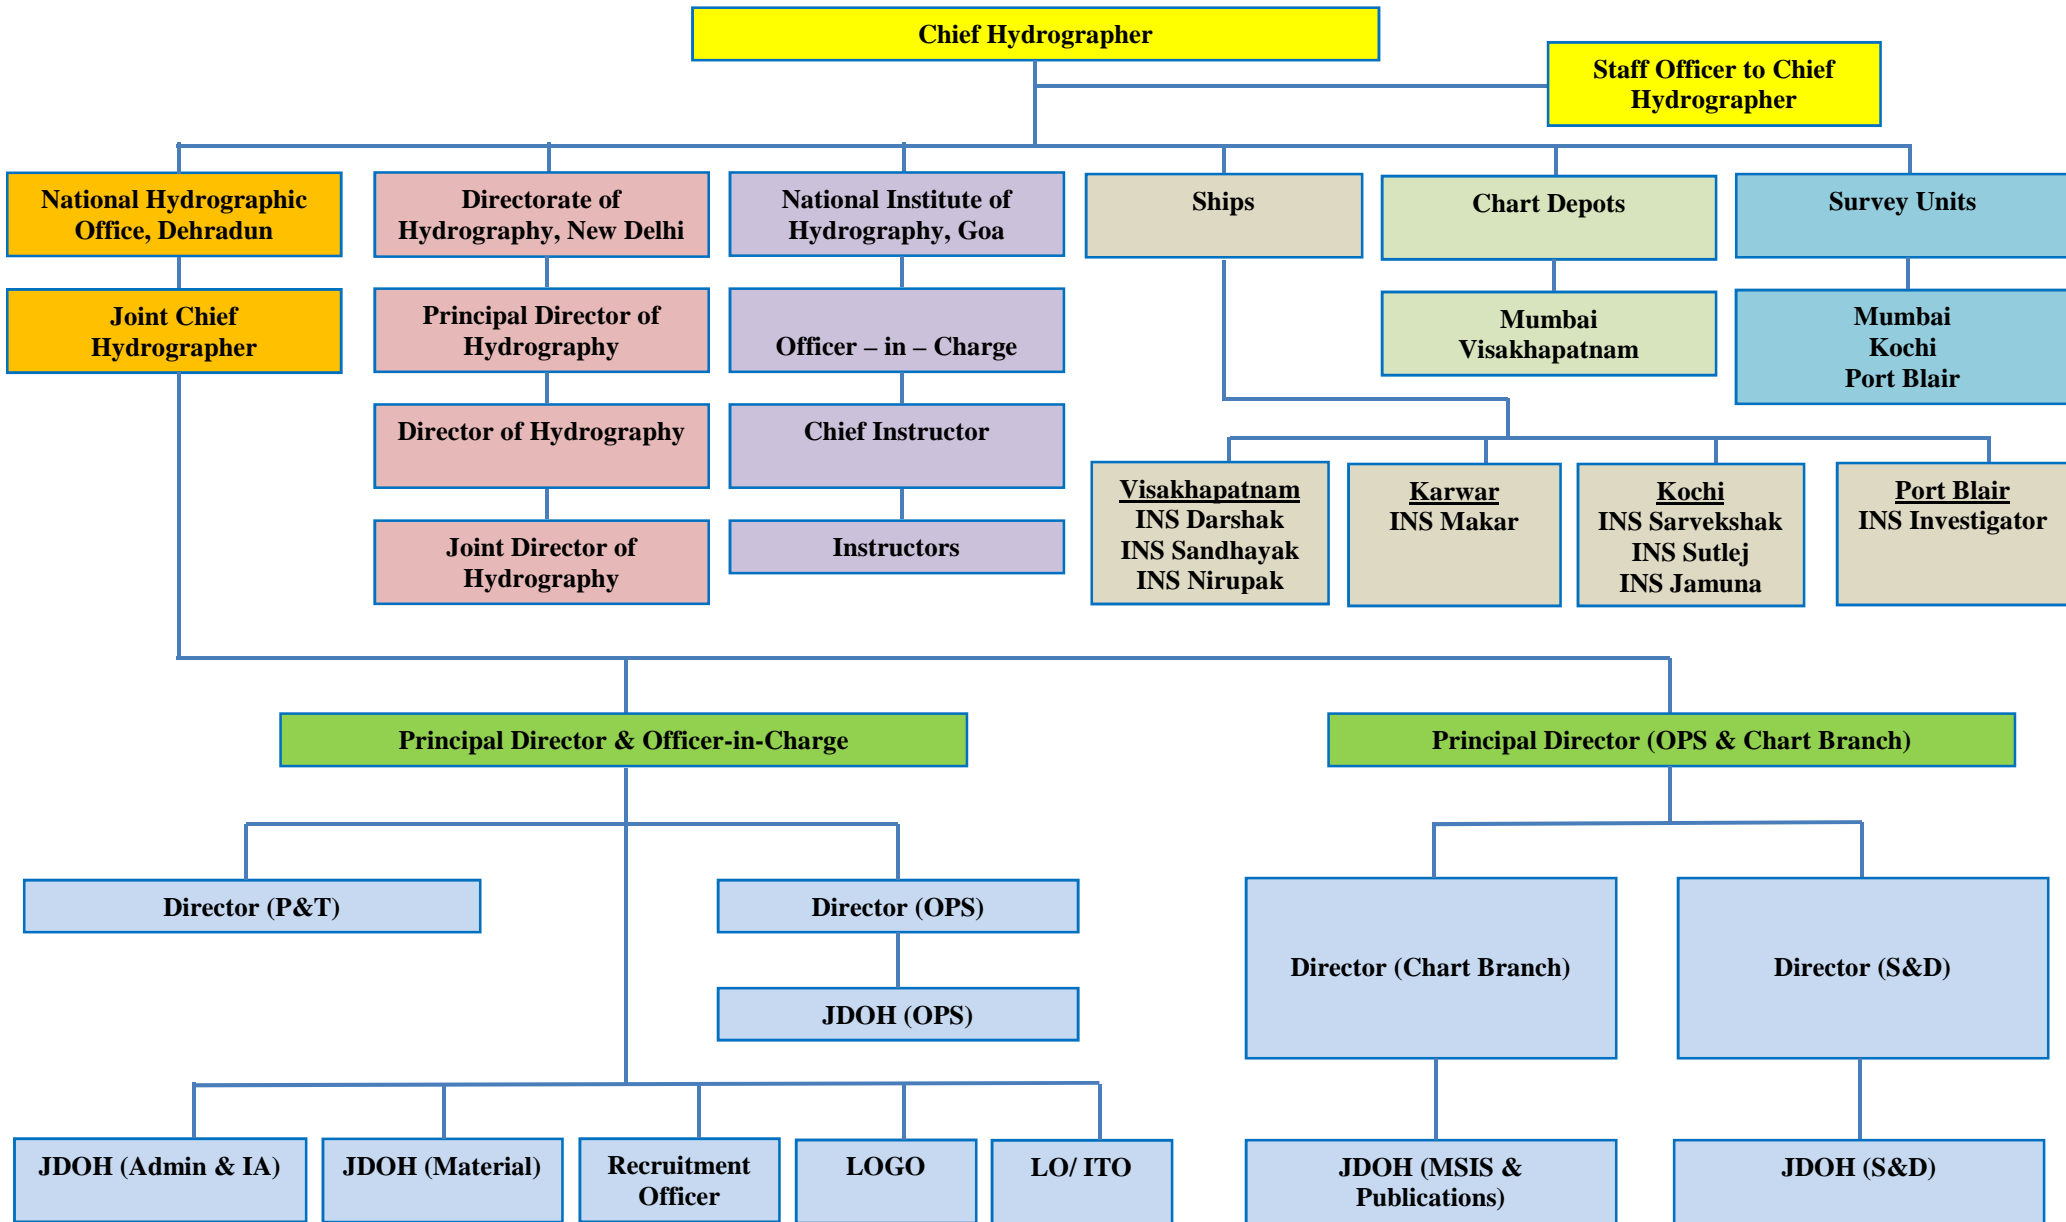 Chief Hydrographer
Staff Officer to Chief
Hydrographer
National Hydrographic
Office, Dehradun
Directorate of
Hydrography, New Delhi
National Institute of
Hydrography, Goa
Ships
Chart Depots
Survey Units
Joint Chief
Hydrographer
Principal Director of
Hydrography
Officer – in – Charge
Mumbai
Visakhapatnam
Mumbai
Kochi
Port Blair
Director of Hydrography
Chief Instructor
Joint Director of
Hydrography
Instructors
Visakhapatnam
INS Darshak
INS Sandhayak
INS Nirupak
Karwar
INS Makar
Kochi
INS Sarvekshak
INS Sutlej
INS Jamuna
Port Blair
INS Investigator
Principal Director & Officer-in-Charge
Principal Director (OPS & Chart Branch)
Director (P&T)
Director (OPS)
JDOH (OPS)
Director (Chart Branch)
Director (S&D)
JDOH (Admin & IA)
JDOH (Material)
Recruitment
Officer
LOGO
LO/ ITO
JDOH (MSIS &
Publications)
JDOH (S&D)